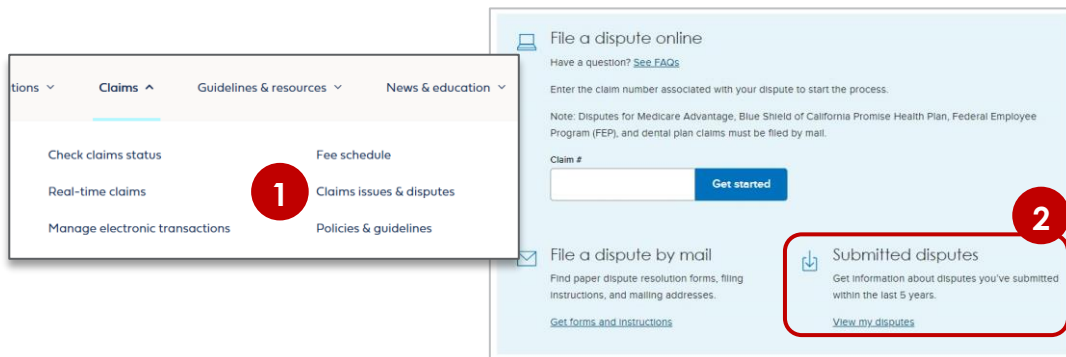 tions
Claims
Guidelines & resources
News & education
Check claims status
Fee schedule
Real-time claims
1
Claims issues & disputes
Manage electronic transactions
Policies & guidelines
File a dispute online
Have a question? See FAQs
Enter the claim number associated with your dispute to start the process.
Note: Disputes for Medicare Advantage, Blue Shield of California Promise Health Plan, Federal Employee
Program (FEP), and dental plan claims must be filed by mail.
Claim #
Get started
File a dispute by mail
Find paper dispute resolution forms, filing
instructions, and mailing addresses.
Get forms and instructions
2
Submitted disputes
Get information about disputes you've submitted
within the last 5 years.
View my disputes